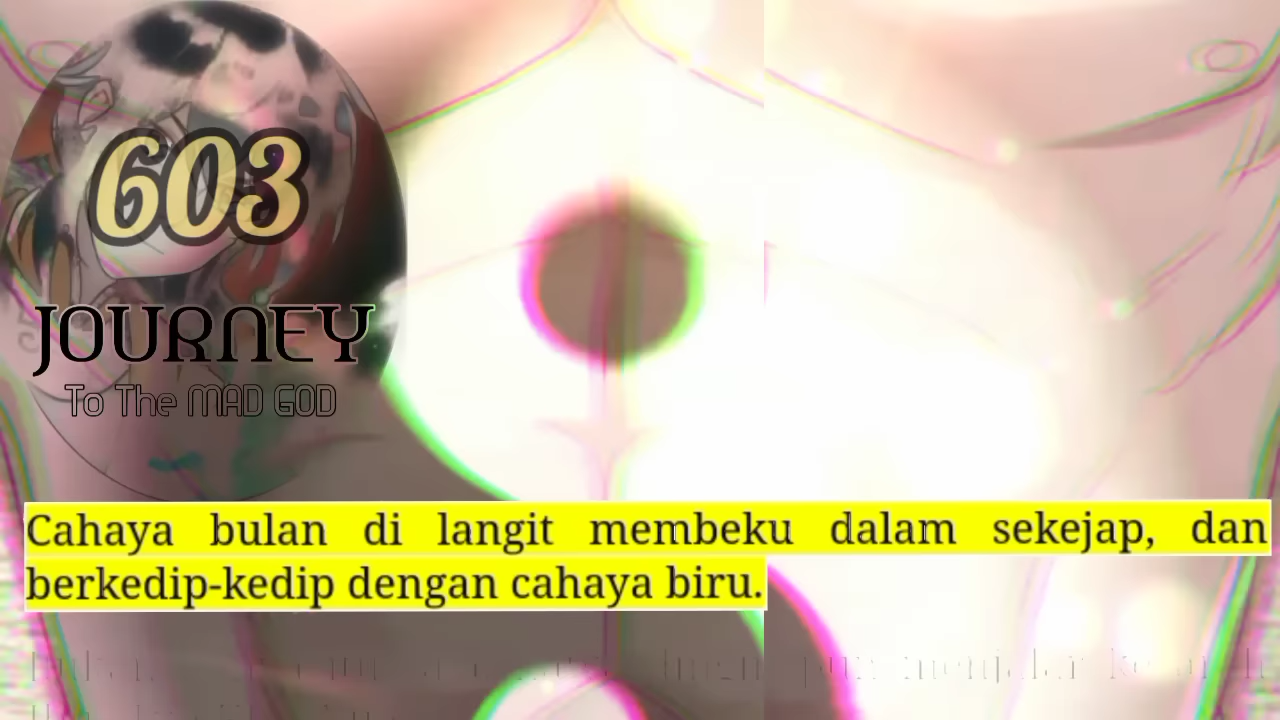 603
JOURNEY
To The MAD GOD
Cahaya bulan di langit membeku dalam sekejap, dan
berkedip-kedip dengan cahaya biru.